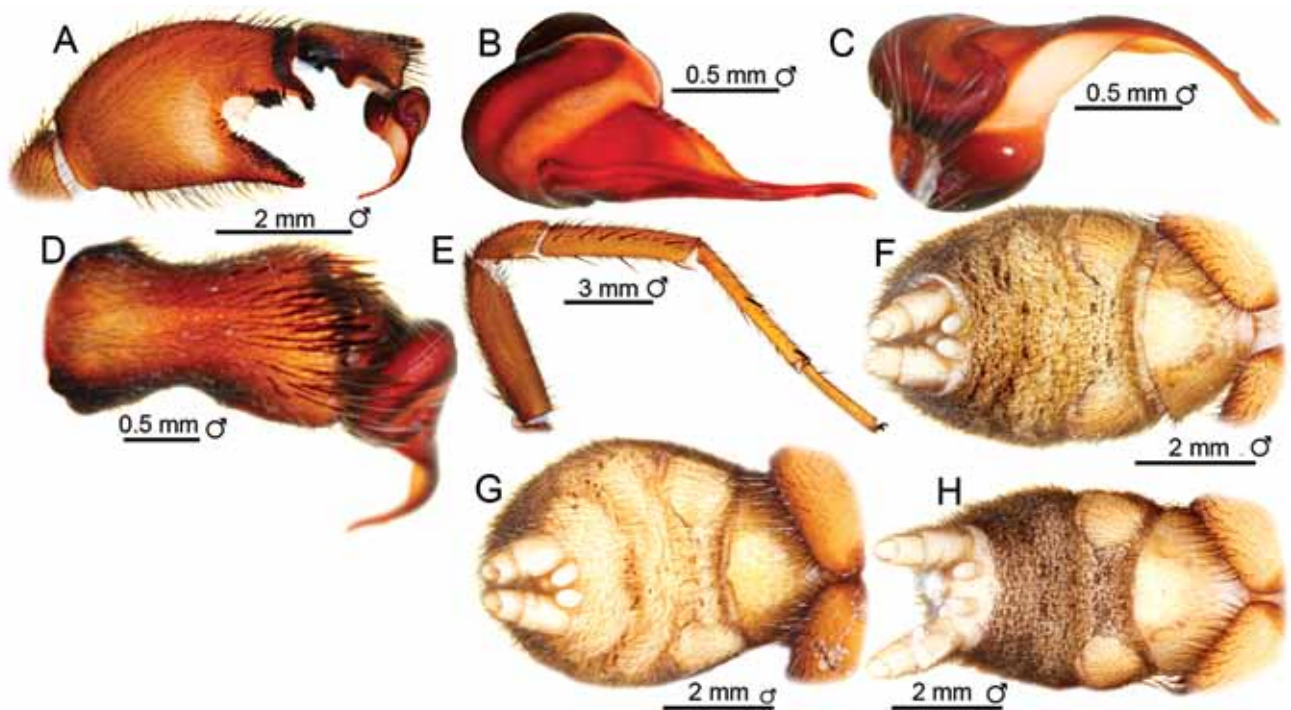 A
B
C
0.5 mm ♂
0.5 mm ♂
2 mm ♂
D
E
F
3 mm ♂
0.5 mm ♂
2 mm ♂
G
H
2 mm ♂
2 mm ♂